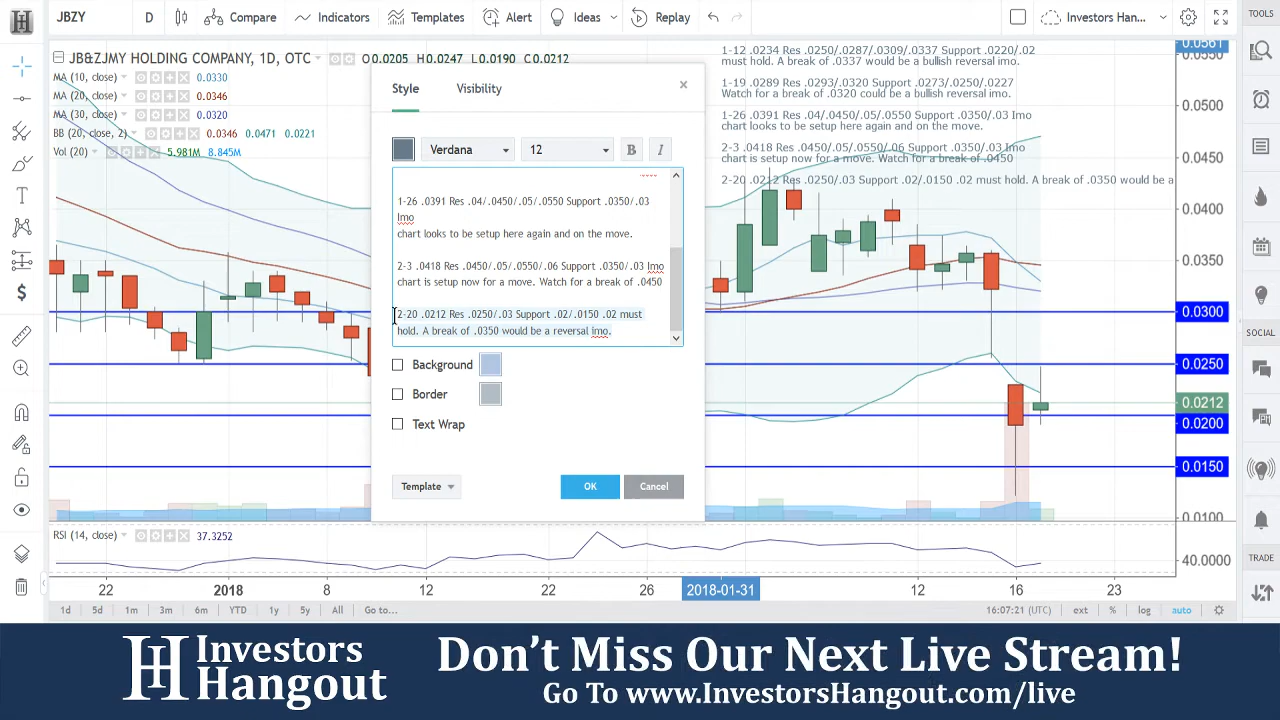 JBZY D Compare Indicators Templates Alert Ideas Replay Investors Han... TOOLS
JB&ZJMY HOLDING COMPANY, 1D, OTC O0.0205 H0.0247 L0.0190 C0.0212
MA (10, close) 0.0330
MA (20, close) 0.0346
MA (30, close) 0.0320
BB (20, close, 2) 0.0346 0.0471 0.0221
Vol (20) 5.981M 8.845M
1-12 .0234 Res .0250/.0287/.0309/.0337 Support .0220/.02
must hold. A break of .0337 would be a bullish reversal imo.
1-19.0289 Res .0293/.0320 Support .0273/.0250/.0227
Watch for a break of .0320 could be a bullish reversal imo.
1-26 .0391 Res .04/.0450/.05/.0550 Support .0350/.03 Imo
chart looks to be setup here again and on the move.
2-3 .0418 Res .0450/.05/.0550/.06 Support .0350/.03 Imo
chart is setup now for a move. Watch for a break of .0450
2-20 .0212 Res .0250/.03 Support .02/.0150 .02 must hold. A break of .0350 would be a
Style Visibility
Verdana 12 B I
1-26 .0391 Res .04/.0450/.05/.0550 Support .0350/.03
Imo
chart looks to be setup here again and on the move.
2-3 .0418 Res .0450/.05/.0550/.06 Support .0350/.03 Imo
chart is setup now for a move. Watch for a break of .0450
2-20 .0212 Res .0250/.03 Support .02/.0150 .02 must
hold. A break of .0350 would be a reversal imo.
Background
Border
Text Wrap
Template OK Cancel
0.0561
0.0500
0.0450
0.0400
0.0350
0.0300
0.0250
0.0212
0.0200
0.0150
0.0100
SOCIAL
TRADE
RSI (14, close) 37.3252
40.0000
22 2018 8 12 22 26 2018-01-31 12 16 23
1d 5d 1m 3m 6m YTD 1y 5y All Go to... 16:07:21 (UTC) ext % log auto
Investors
Hangout
Don't Miss Our Next Live Stream!
Go To www.InvestorsHangout.com/live